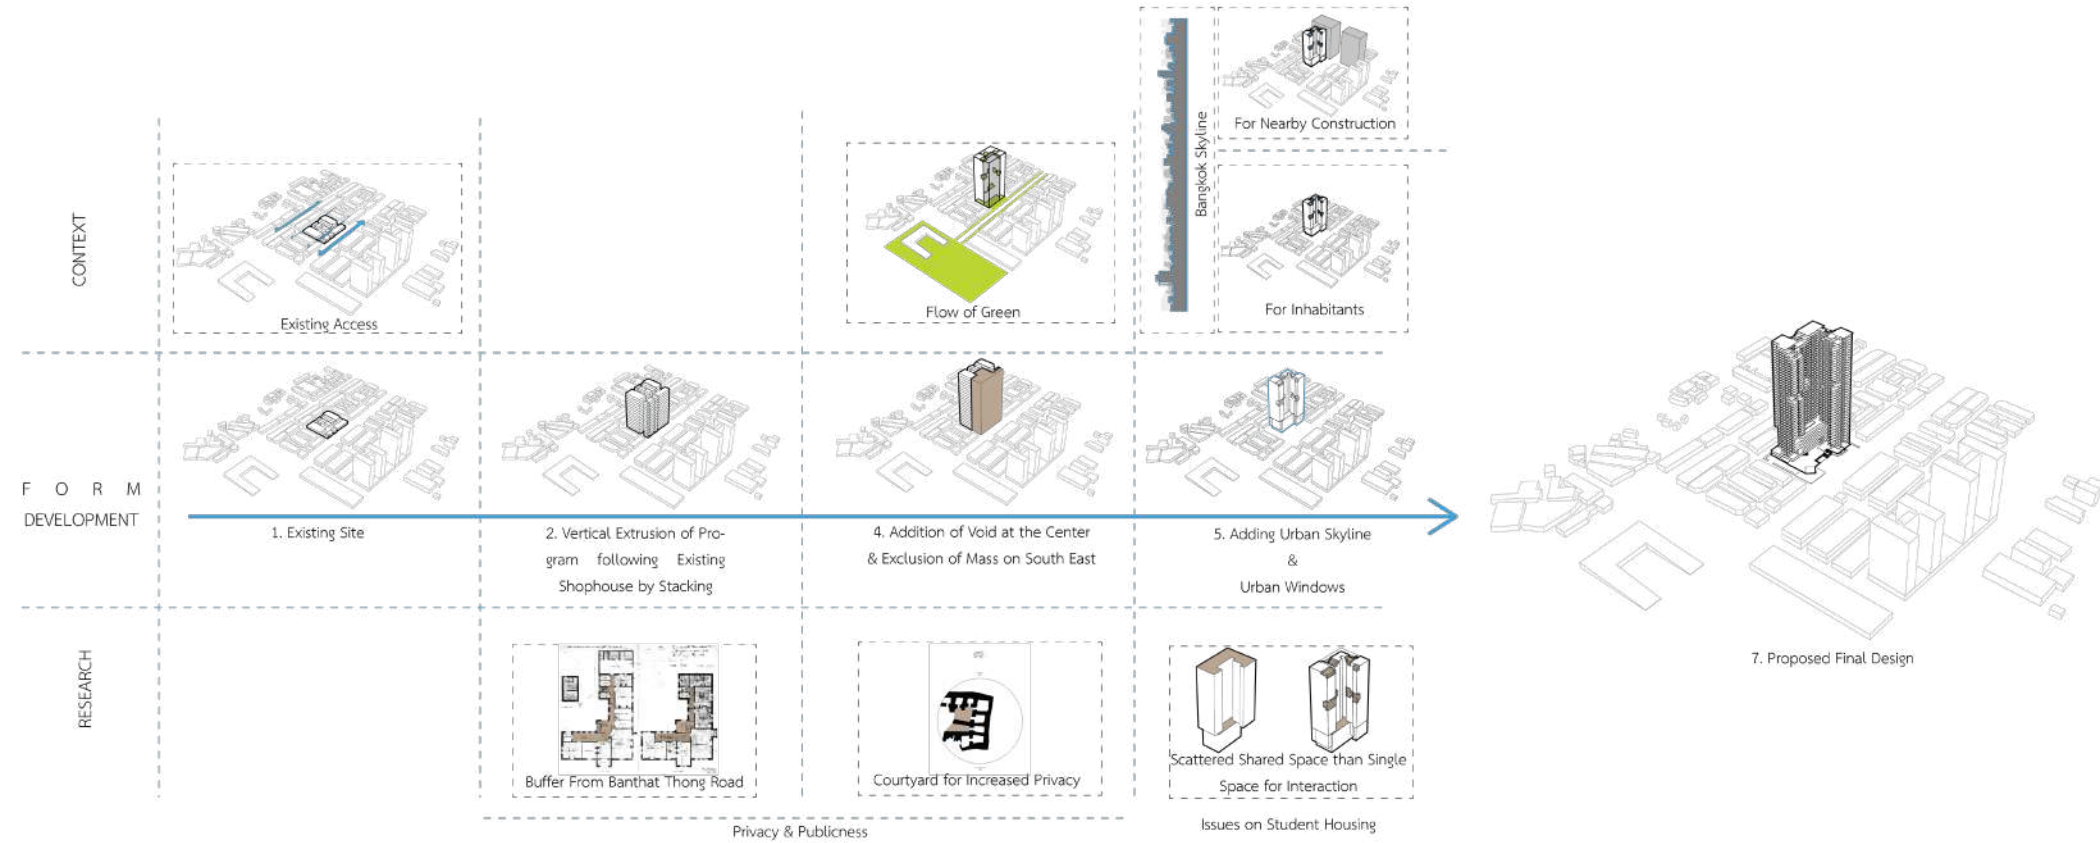 CONTEXT
Existing Access
Flow of Green
Bangkok Skyline
For Nearby Construction
For Inhabitants
F O R M
DEVELOPMENT
1. Existing Site
2. Vertical Extrusion of Pro-
gram following Existing
Shophouse by Stacking
4. Addition of Void at the Center
& Exclusion of Mass on South East
5. Adding Urban Skyline
&
Urban Windows
7. Proposed Final Design
RESEARCH
Buffer From Banthat Thong Road
Courtyard for Increased Privacy
Scattered Shared Space than Single
Space for Interaction
Privacy & Publicness
Issues on Student Housing